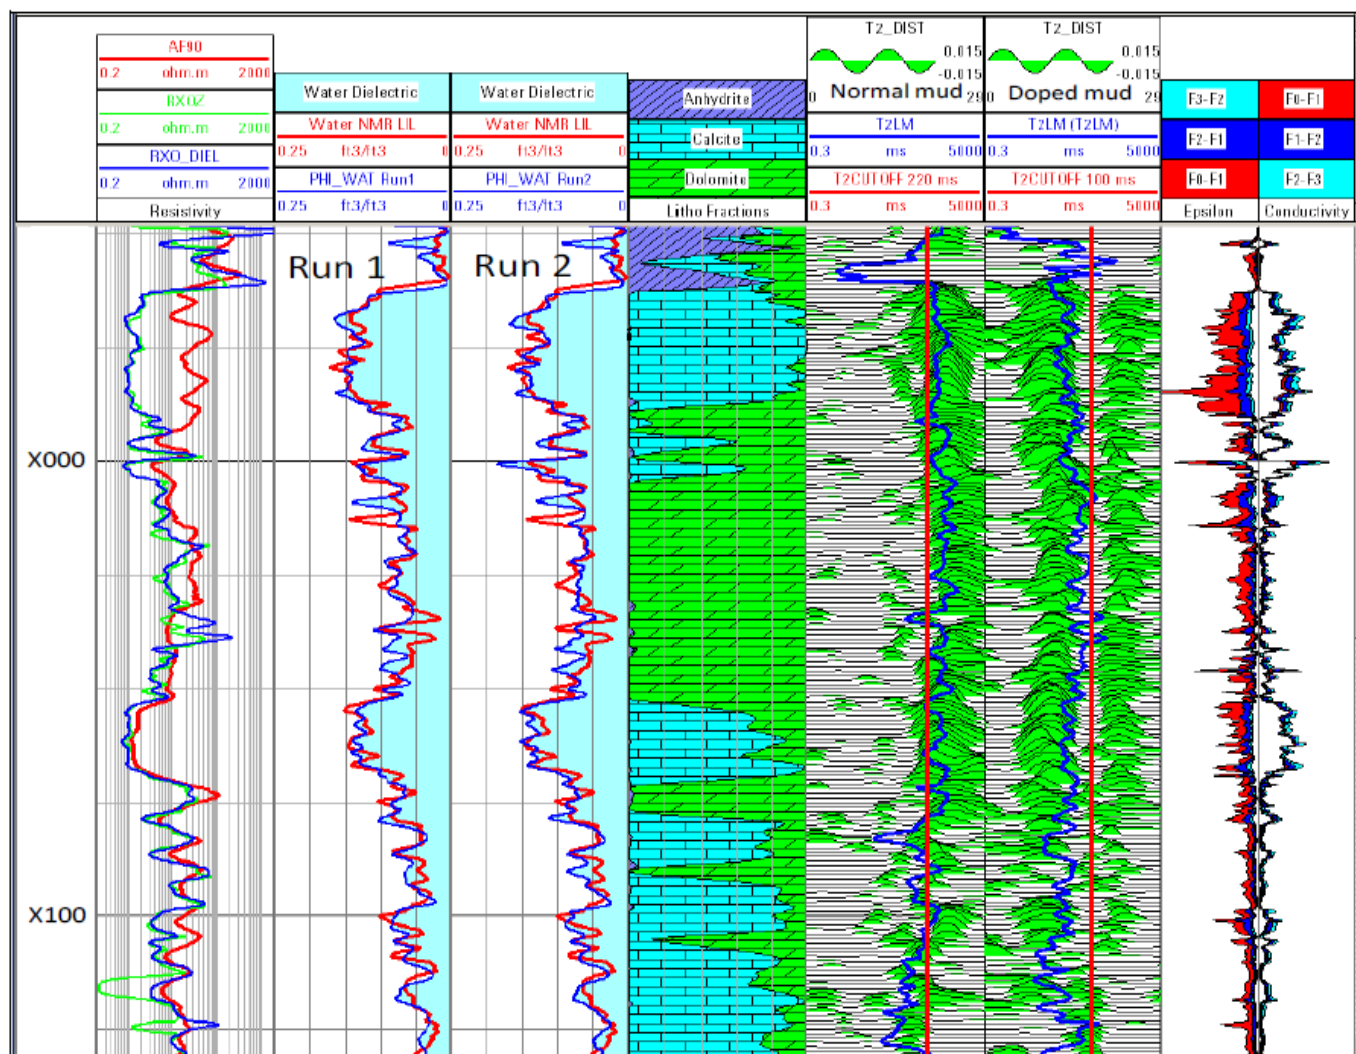 AF90
0.2 ohm.m 2000
RXOZ
0.2 ohm.m 2000
RXO_DIEL
0.2 ohm.m 2000
Resistivity
Water Dielectric
Water NMR LIL
0.25 ft3/ft3 0
PHI_WAT Run1
0.25 ft3/ft3 0
Water Dielectric
Water NMR LIL
0.25 ft3/ft3 0
PHI_WAT Run2
0.25 ft3/ft3 0
Anhydrite
Calcite
Dolomite
Litho Fractions
T2_DIST
0.015
-0.015
0 Normal mud 29
T2LM
0.3 ms 5000
T2CUTOFF 220 ms
0.3 ms 5000
T2_DIST
0.015
-0.015
0 Doped mud 29
T2LM (T2LM)
0.3 ms 5000
T2CUTOFF 100 ms
0.3 ms 5000
F3-F2
F2-F1
F0-F1
Epsilon
F0-F1
F1-F2
F2-F3
Conductivity
Run 1
Run 2
X000
X100